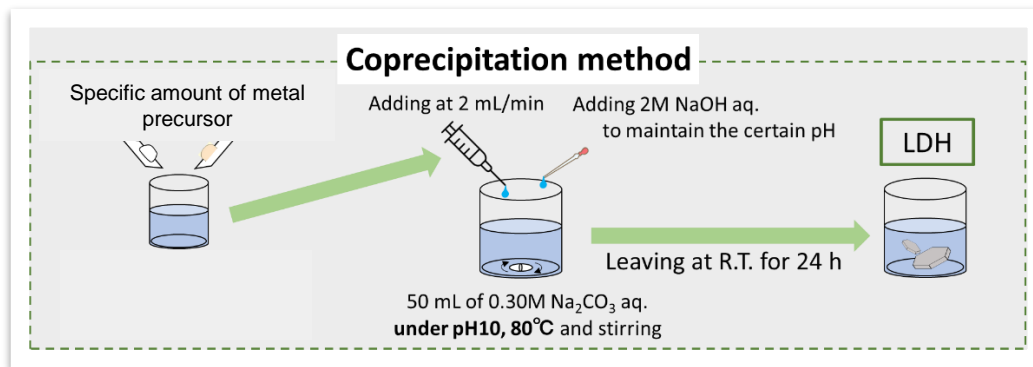 Coprecipitation method
Specific amount of metal
precursor
Adding at 2 mL/min
Adding 2M NaOH aq.
to maintain the certain pH
LDH
Leaving at R.T. for 24 h
50 mL of 0.30M Na₂CO₃ aq.
under pH10, 80℃ and stirring